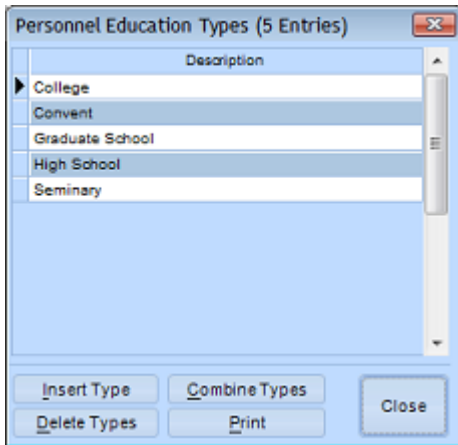 Personnel Education Types (5 Entries)
Description
College
Convent
Graduate School
High School
Seminary
Insert Type
Combine Types
Close
Delete Types
Print